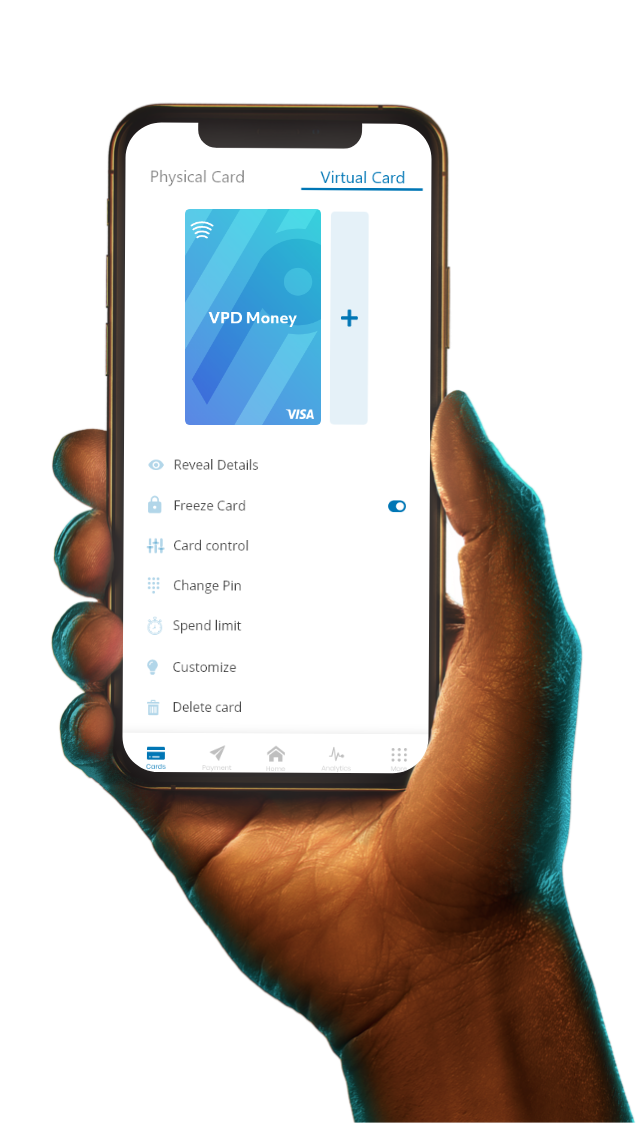 Physical Card
Virtual Card
VPD Money
VISA
Reveal Details
Freeze Card
Card control
Change Pin
Spend limit
Customize
Delete card
Cards
Payment
Home
Analytics
More